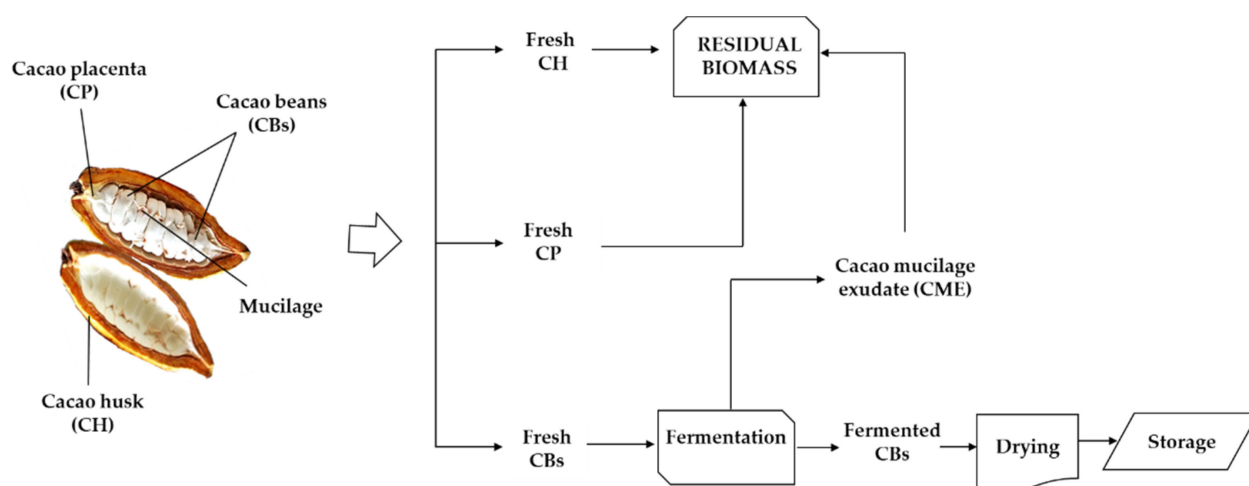 Cacao placenta
(CP)
Cacao beans
(CBs)
Mucilage
Cacao husk
(CH)
Fresh
CH
RESIDUAL
BIOMASS
Fresh
CP
Cacao mucilage
exudate (CME)
Fresh
CBs
Fermentation
Fermented
CBs
Drying
Storage